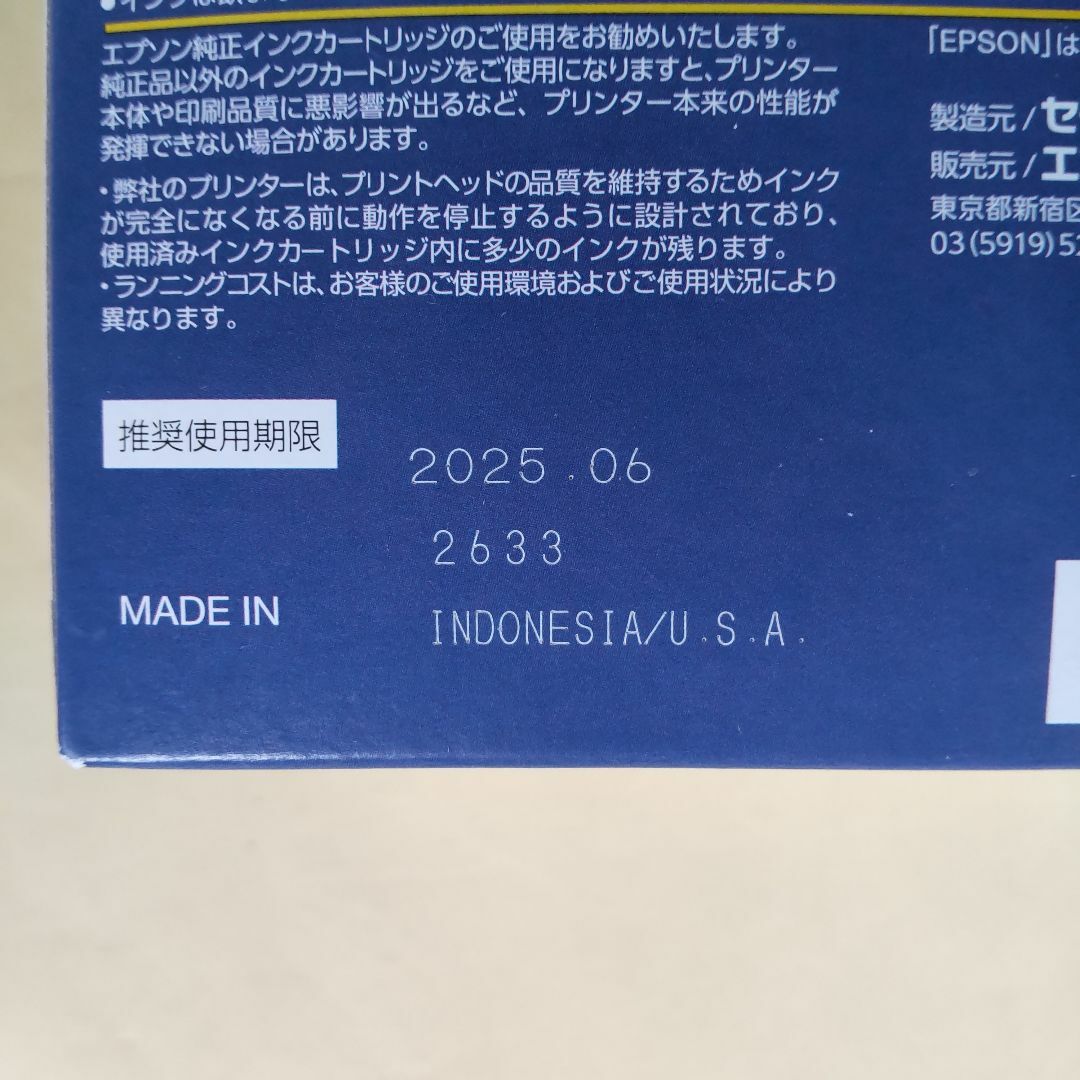 エプソン純正インクカートリッジのご使用をお勧めいたします。
純正品以外のインクカートリッジをご使用になりますと、プリンター
本体や印刷品質に悪影響が出るなど、プリンター本来の性能が
発揮できない場合があります。
・弊社のプリンターは、プリントヘッドの品質を維持するためインク
が完全になくなる前に動作を停止するように設計されており、
使用済みインクカートリッジ内に多少のインクが残ります。
・ランニングコストは、お客様のご使用環境およびご使用状況により
異なります。
「EPSON」は
製造元/セ
販売元/エ
東京都新宿区
03(5919)52
推奨使用期限
2025.06
2633
MADE IN
INDONESIA/U.S.A.